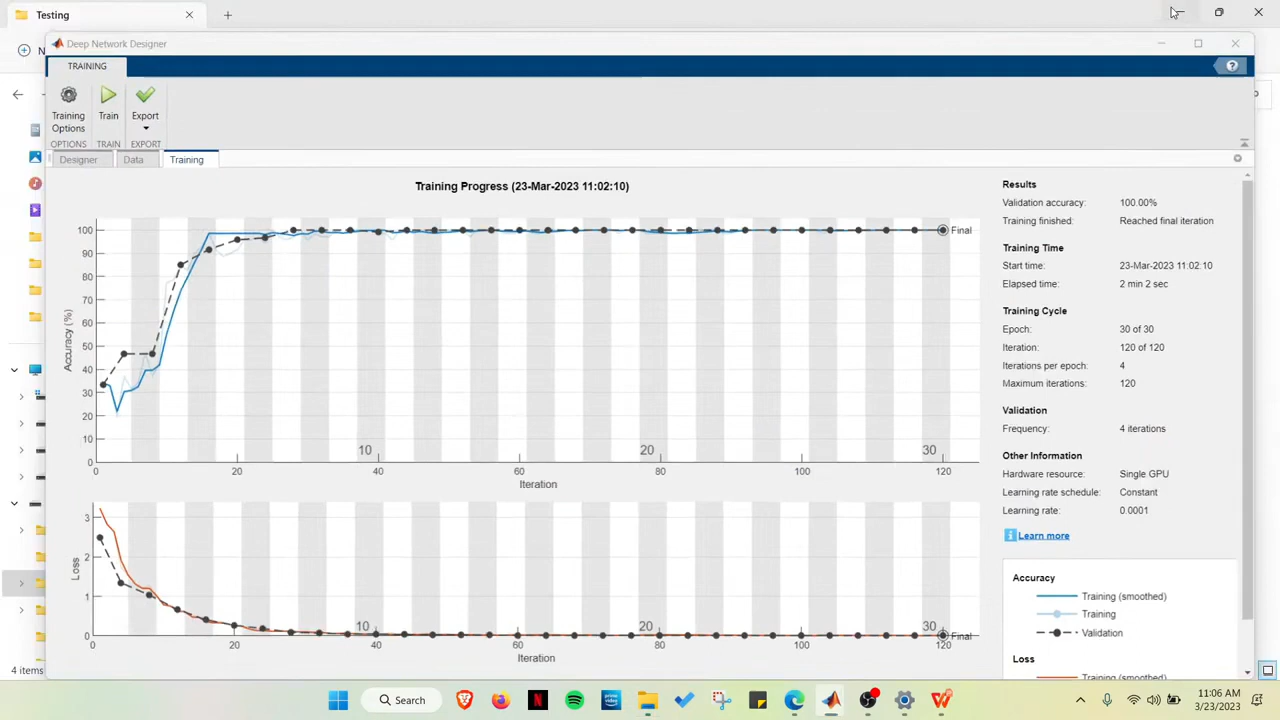 Testing
Deep Network Designer
TRAINING
Training Options
Train
Export
OPTIONS
TRAIN
EXPORT
Designer
Data
Training
Training Progress (23-Mar-2023 11:02:10)
Accuracy (%)
100
90
80
70
60
50
40
30
20
10
0
10
20
30
Final
0
20
40
60
80
100
120
Iteration
Loss
3
2
1
0
10
20
30
Final
0
20
40
60
80
100
120
Iteration
Results
Validation accuracy: 100.00%
Training finished: Reached final iteration
Training Time
Start time: 23-Mar-2023 11:02:10
Elapsed time: 2 min 2 sec
Training Cycle
Epoch: 30 of 30
Iteration: 120 of 120
Iterations per epoch: 4
Maximum iterations: 120
Validation
Frequency: 4 iterations
Other Information
Hardware resource: Single GPU
Learning rate schedule: Constant
Learning rate: 0.0001
Learn more
Accuracy
Training (smoothed)
Training
Validation
Loss
Training (smoothed)
4 items
Search
11:06 AM
3/23/2023